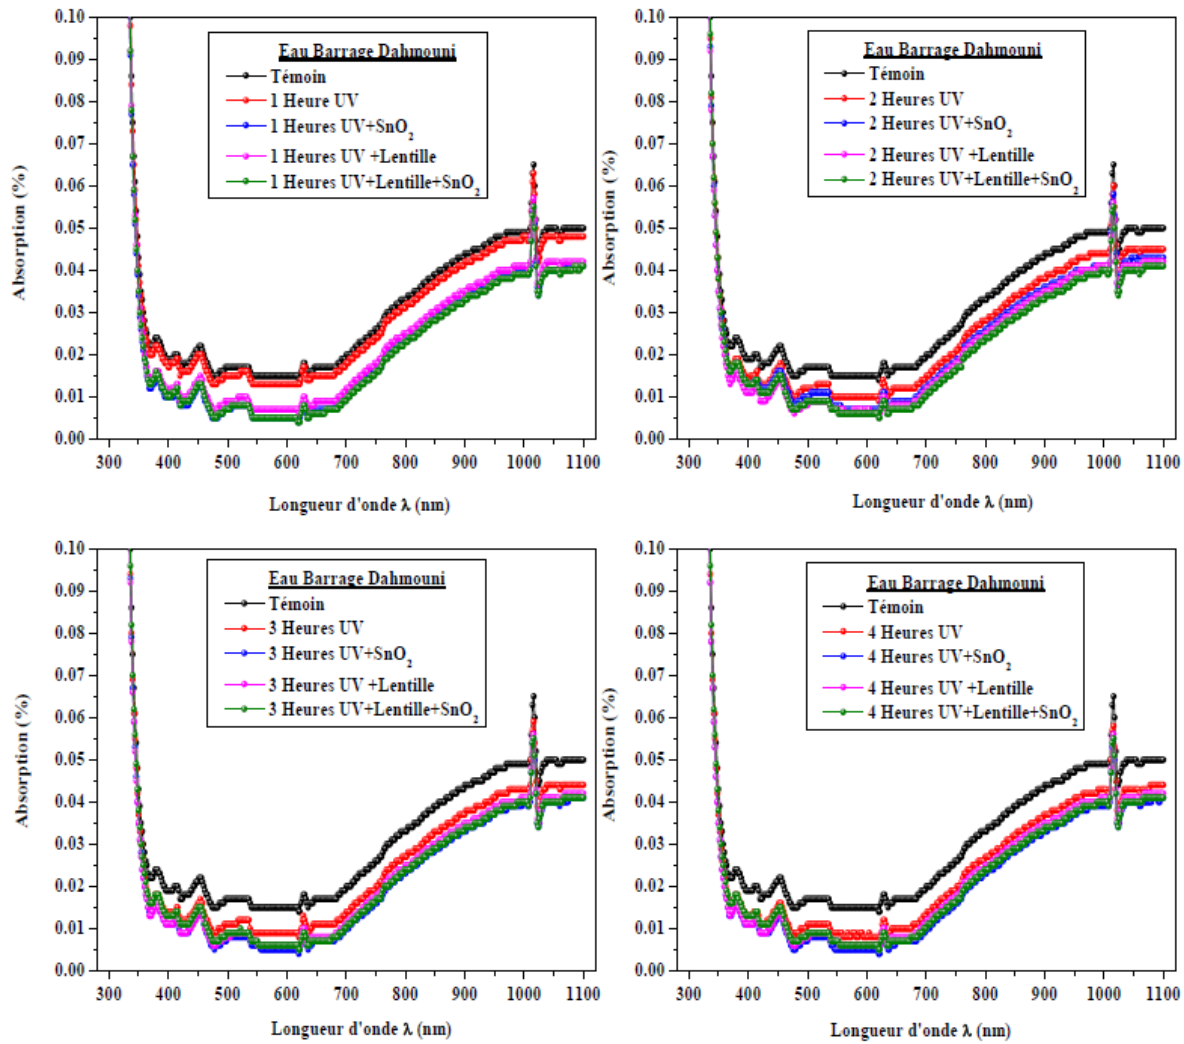 Eau Barrage Dahmouni
Témoin
1 Heure UV
1 Heures UV+SnO2
1 Heures UV +Lentille
1 Heures UV+Lentille+SnO2
Absorption (%)
0.10
0.09
0.08
0.07
0.06
0.05
0.04
0.03
0.02
0.01
0.00
300 400 500 600 700 800 900 1000 1100
Longueur d'onde λ (nm)
Eau Barrage Dahmouni
Témoin
2 Heures UV
2 Heures UV+SnO2
2 Heures UV +Lentille
2 Heures UV+Lentille+SnO2
Absorption (%)
0.10
0.09
0.08
0.07
0.06
0.05
0.04
0.03
0.02
0.01
0.00
300 400 500 600 700 800 900 1000 1100
Longueur d'onde λ (nm)
Eau Barrage Dahmouni
Témoin
3 Heures UV
3 Heures UV+SnO2
3 Heures UV +Lentille
3 Heures UV+Lentille+SnO2
Absorption (%)
0.10
0.09
0.08
0.07
0.06
0.05
0.04
0.03
0.02
0.01
0.00
300 400 500 600 700 800 900 1000 1100
Longueur d'onde λ (nm)
Eau Barrage Dahmouni
Témoin
4 Heures UV
4 Heures UV+SnO2
4 Heures UV +Lentille
4 Heures UV+Lentille+SnO2
Absorption (%)
0.10
0.09
0.08
0.07
0.06
0.05
0.04
0.03
0.02
0.01
0.00
300 400 500 600 700 800 900 1000 1100
Longueur d'onde λ (nm)